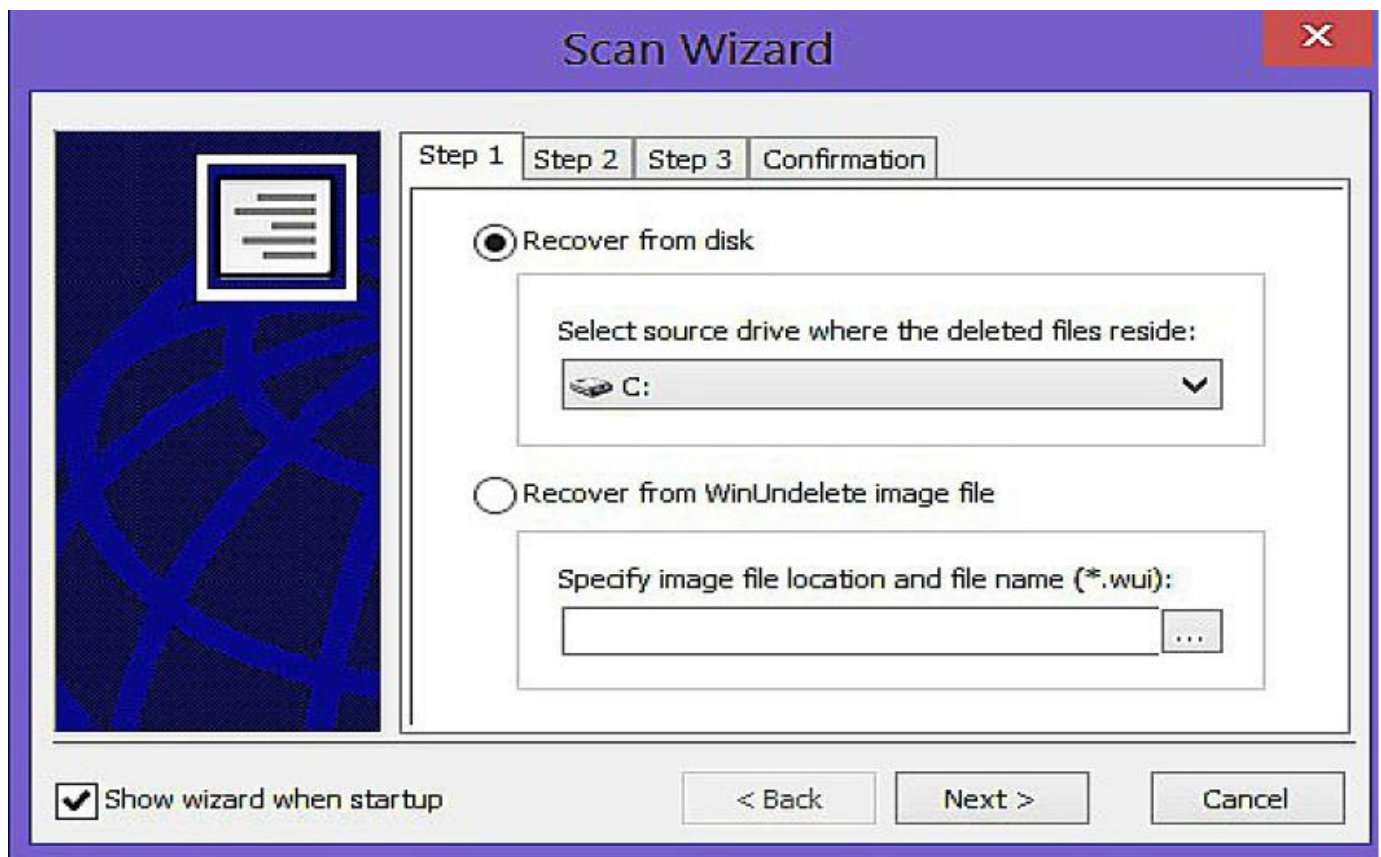 Scan Wizard
Step 1 Step 2 Step 3 Confirmation
Recover from disk
Select source drive where the deleted files reside:
C:
Recover from WinUndelete image file
Specify image file location and file name (*.wui):
...
Show wizard when startup < Back Next > Cancel